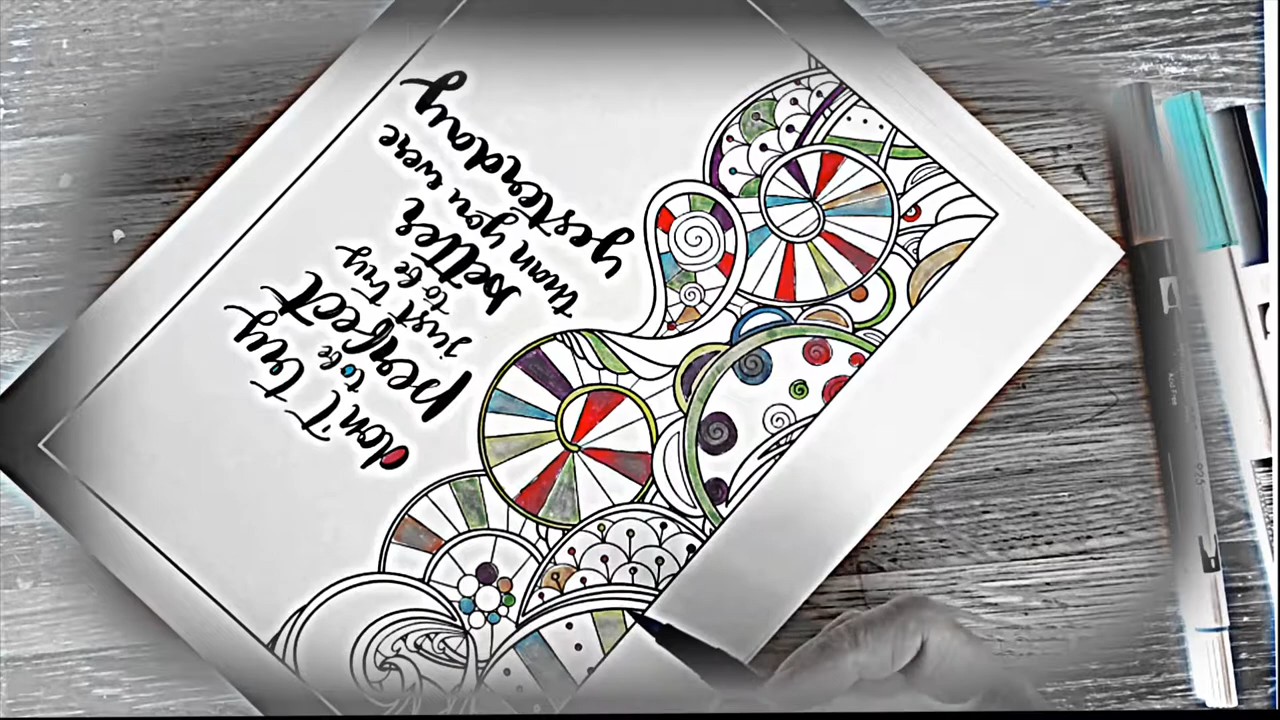 don't try
to be
perfect
just try
to be
better
than you were
yesterday